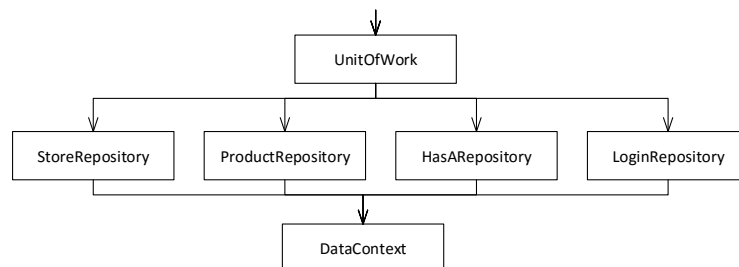 UnitOfWork
StoreRepository
ProductRepository
HasARepository
LoginRepository
DataContext